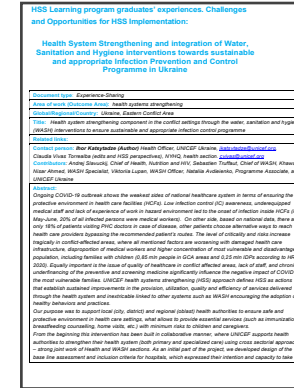 HSS Learning program graduates' experiences. Challenges
and Opportunities for HSS Implementation:
Health System Strengthening and integration of Water,
Sanitation and Hygiene interventions towards sustainable
and appropriate Infection Prevention and Control
Programme in Ukraine
Document type: Experience-Sharing
Area of work (Outcome Area): health systems strengthening
Global/Regional/Country: Ukraine, Eastern Conflict Area
Title: Health system strengthening component in the conflict settings through the water, sanitation and hygie
(WASH) interventions to ensure sustainable and appropriate infection control programme
Related links:
Contact person: Ihor Katsytadze (Author) Health Officer, UNICEF Ukraine, ikatsytadze@unicef.org
Claudia Vivas Torrealba (edits and HSS perspectives), NYHQ, health section, cvivas@unicef.org
Contributors: Andrej Slavuckij, Chief of Health, Nutrition and HIV, Sebastien Truffaut, Chief of WASH, Khawa
Nisar Ahmed, WASH Specialist, Viktoriia Lupan, WASH Officer, Nataliia Avdieienko, Programme Associate, a
UNICEF Ukraine
Abstract:
Ongoing COVID-19 outbreak shows the weakest sides of national healthcare system in terms of ensuring the
protective environment in health care facilities (HCFs). Low infection control (IC) awareness, underequipped
medical staff and lack of experience of work in hazard environment led to the onset of infection inside HCFs (i
May-June, 20% of all infected persons were medical workers). On other side, based on national data, there a
only 18% of patients visiting PHC doctors in case of disease, other patients choose alternative ways to reach
health care providers bypassing the recommended patient's routes. The level of criticality and other risks increase
tragically in conflict-affected areas, where all mentioned factors are worsening with damaged health care
infrastructure, disproportion of medical workers and higher concentration of most vulnerable and disadvantage
population, including families with children (0.85 mln people in GCA areas and 0.25 mln IDPs according to HRP
2020). Equally important is the issue of quality of healthcare in conflict affected areas, lack of staff, and chronic
underfinancing of the preventive and screening medicine significantly influence the negative impact of COVID
the most vulnerable families. UNICEF health systems strengthening (HSS) approach defines HSS as actions
that establish sustained improvements in the provision, utilization, quality and efficiency of services delivered
through the health system and inextricable linked to other systems such as WASH encouraging the adoption o
healthy behaviors and practices.
Our purpose was to support local (city, district) and regional (oblast) health authorities to ensure safe and
protective environment in health care settings, what allows to provide essential services (such as immunizatio
breastfeeding counselling, home visits, etc.) with minimum risks to children and caregivers.
From the beginning this intervention has been built in collaborative manner, where UNICEF supports health
authorities to strengthen their health system (both primary and specialized care) using cross sectorial approac
– strong joint work of Health and WASH sections. As an initial part of the project, we developed design of the
base line assessment and inclusion criteria for hospitals, which expressed their intention and capacity to take